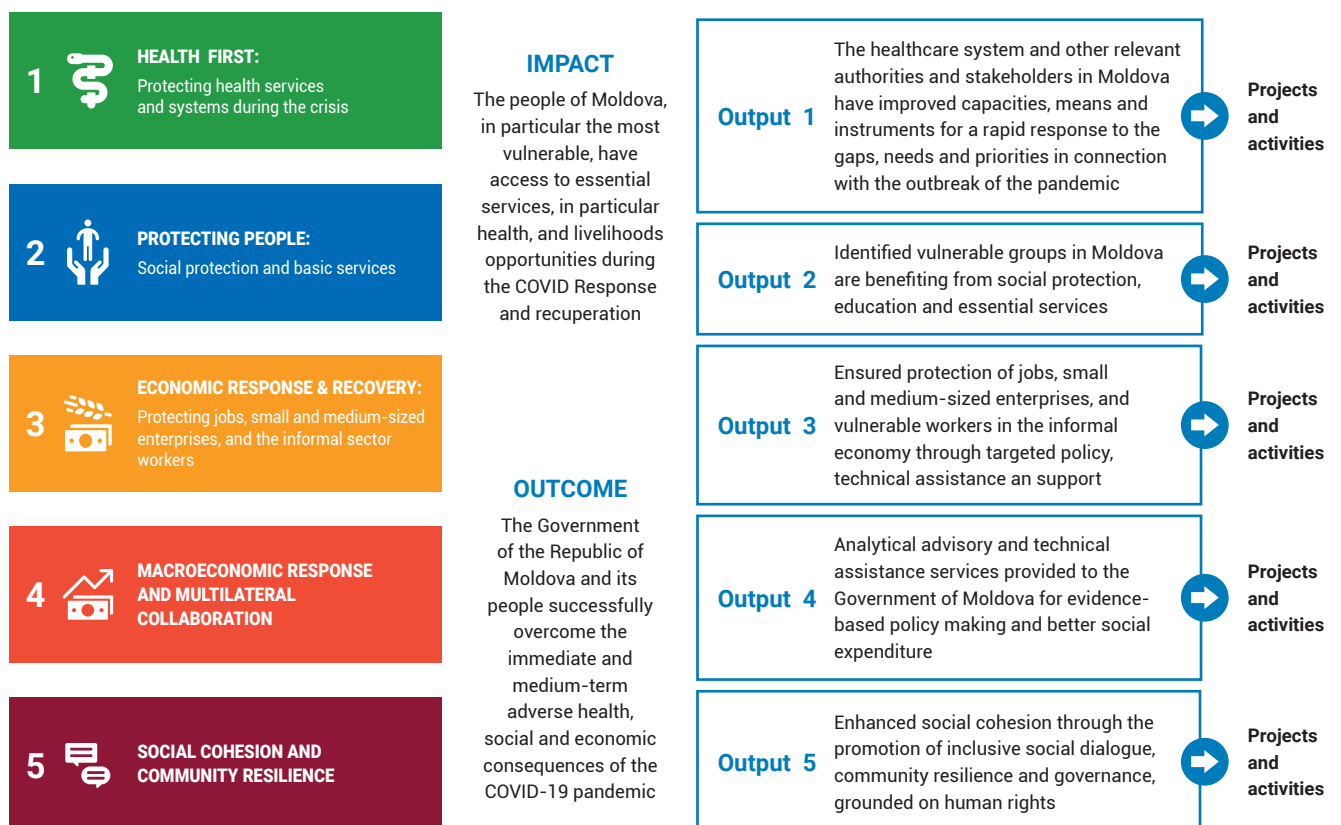 1
HEALTH FIRST:
Protecting health services
and systems during the crisis
2
PROTECTING PEOPLE:
Social protection and basic services
3
ECONOMIC RESPONSE & RECOVERY:
Protecting jobs, small and medium-sized
enterprises, and the informal sector
workers
4
MACROECONOMIC RESPONSE
AND MULTILATERAL
COLLABORATION
5
SOCIAL COHESION AND
COMMUNITY RESILIENCE
IMPACT
The people of Moldova,
in particular the most
vulnerable, have
access to essential
services, in particular
health, and livelihoods
opportunities during
the COVID Response
and recuperation
OUTCOME
The Government
of the Republic of
Moldova and its
people successfully
overcome the
immediate and
medium-term
adverse health,
social and economic
consequences of the
COVID-19 pandemic
Output 1
The healthcare system and other relevant
authorities and stakeholders in Moldova
have improved capacities, means and
instruments for a rapid response to the
gaps, needs and priorities in connection
with the outbreak of the pandemic
Projects
and
activities
Output 2
Identified vulnerable groups in Moldova
are benefiting from social protection,
education and essential services
Projects
and
activities
Output 3
Ensured protection of jobs, small
and medium-sized enterprises, and
vulnerable workers in the informal
economy through targeted policy,
technical assistance an support
Projects
and
activities
Output 4
Analytical advisory and technical
assistance services provided to the
Government of Moldova for evidence-
based policy making and better social
expenditure
Projects
and
activities
Output 5
Enhanced social cohesion through the
promotion of inclusive social dialogue,
community resilience and governance,
grounded on human rights
Projects
and
activities